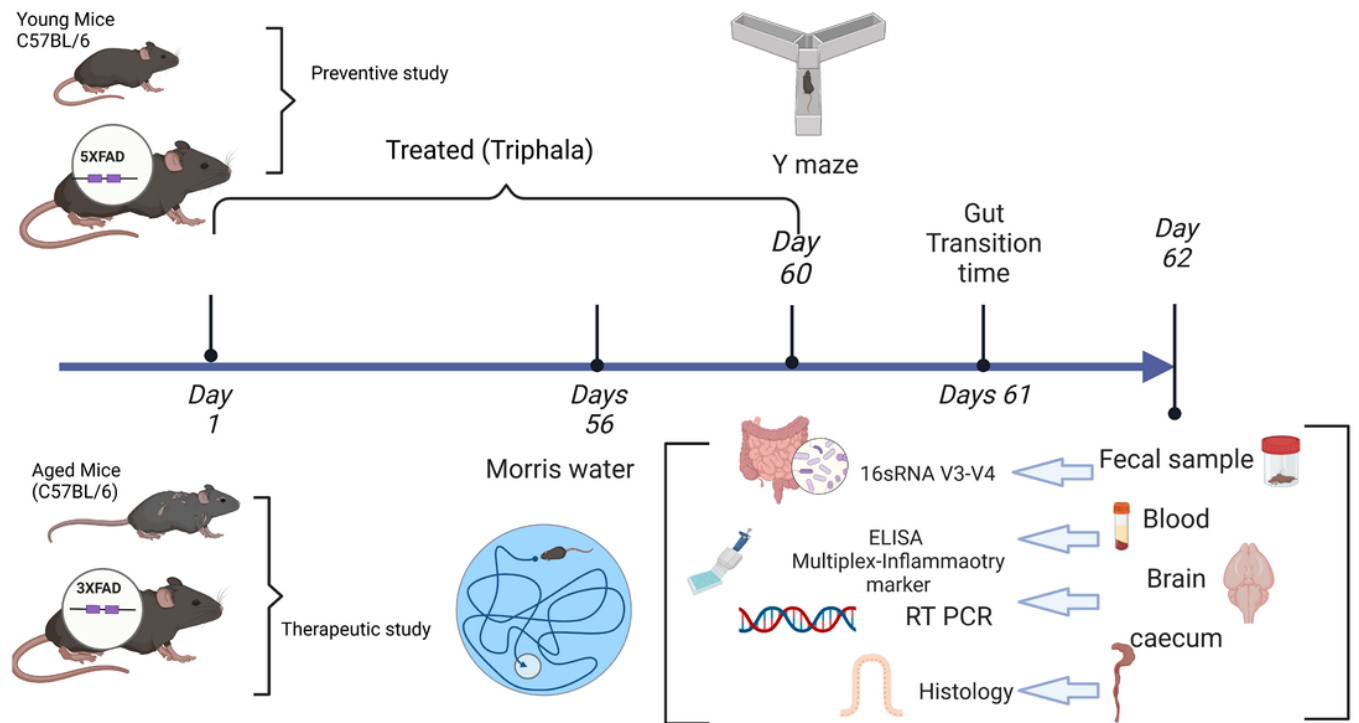 Young Mice
C57BL/6
Preventive study
5XFAD
Treated (Triphala)
Y maze
Day
60
Gut
Transition
time
Day
62
Day
1
Days
56
Days 61
Aged Mice
(C57BL/6)
3XFAD
Therapeutic study
Morris water
16sRNA V3-V4
Fecal sample
ELISA
Multiplex-Inflammaotry
marker
Blood
RT PCR
Brain
caecum
Histology